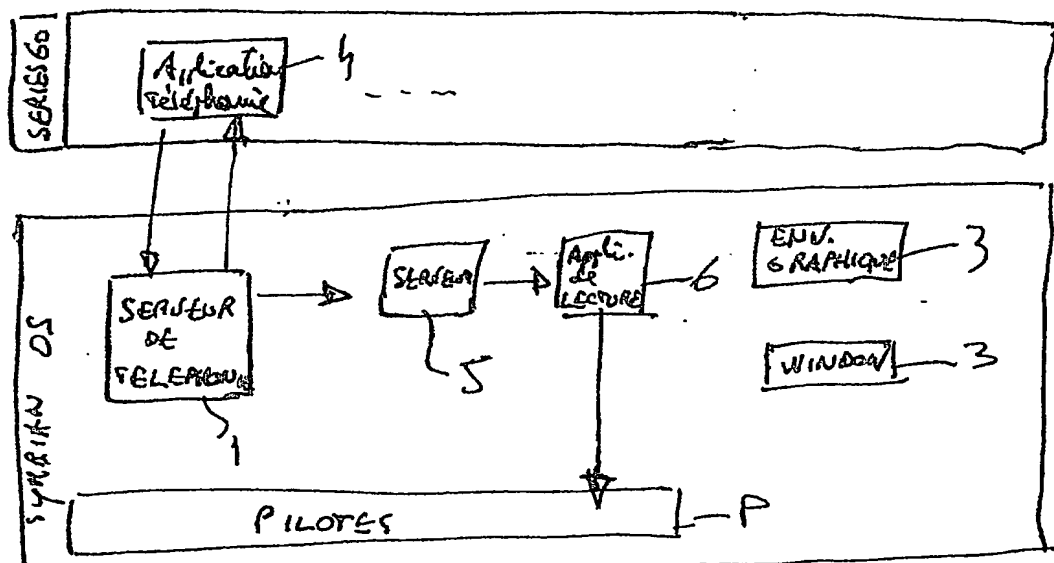 SERIES 60
Application
Téléphonie
4
SYMBIAN OS
SERVEUR
DE
TELEPHONIE
1
SERVEUR
5
Appli.
de
LECTURE
6
ENV.
GRAPHIQUE
3
WINDOW
3
PILOTES
P